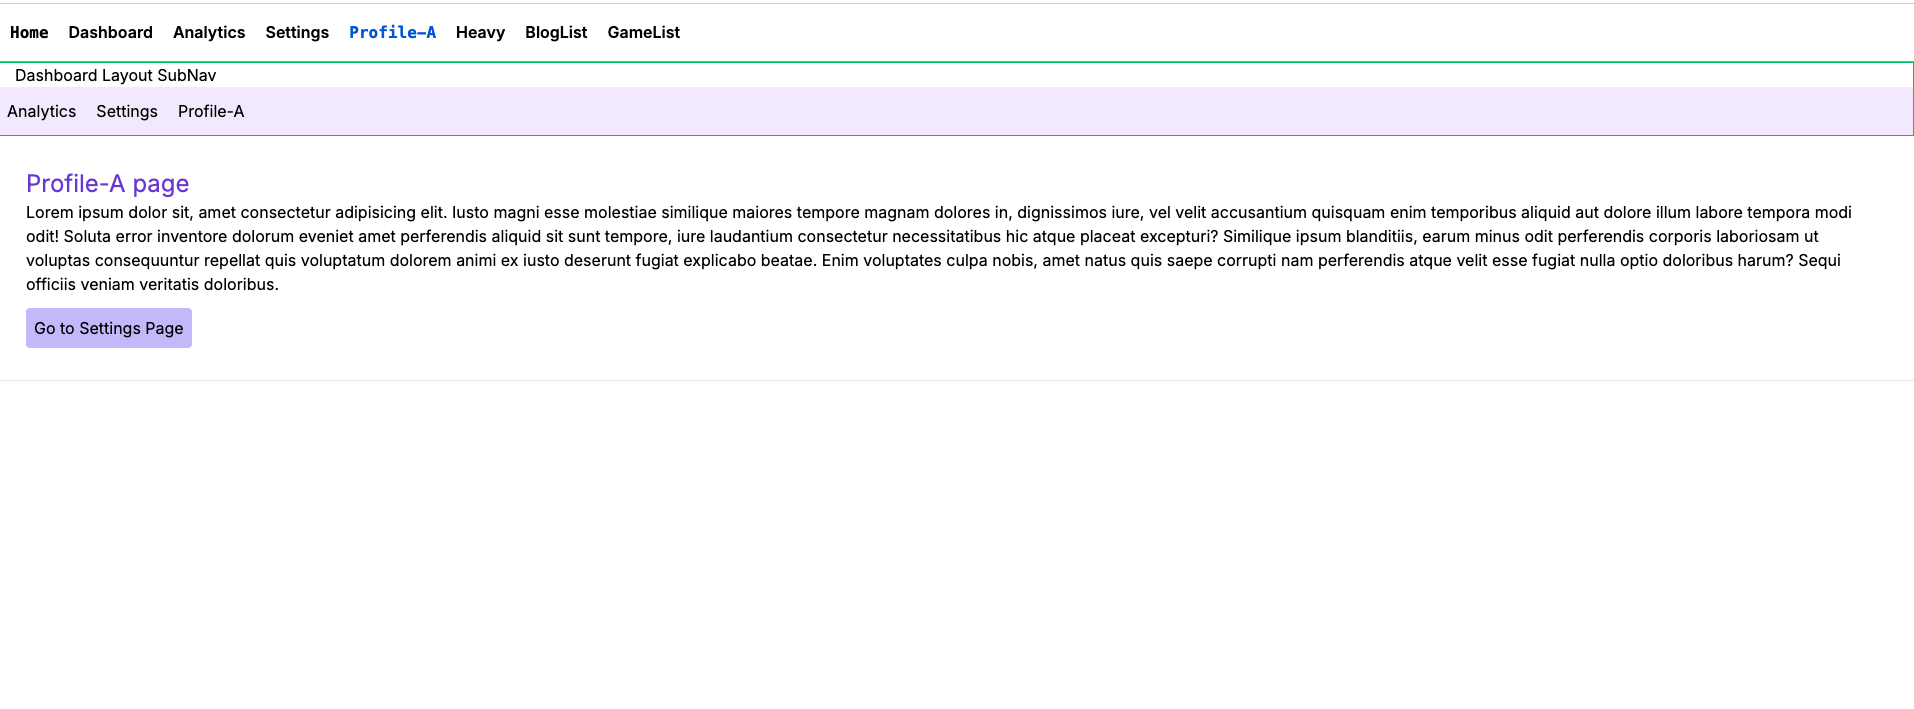 Home Dashboard Analytics Settings Profile-A Heavy BlogList GameList
Dashboard Layout SubNav
Analytics Settings Profile-A
Profile-A page
Lorem ipsum dolor sit, amet consectetur adipisicing elit. Iusto magni esse molestiae similique maiores tempore magnam dolores in, dignissimos iure, vel velit accusantium quisquam enim temporibus aliquid aut dolore illum labore tempora modi
odit! Soluta error inventore dolorum eveniet amet perferendis aliquid sit sunt tempore, iure laudantium consectetur necessitatibus hic atque placeat excepturi? Similique ipsum blanditiis, earum minus odit perferendis corporis laboriosam ut
voluptas consequuntur repellat quis voluptatum dolorem animi ex iusto deserunt fugiat explicabo beatae. Enim voluptates culpa nobis, amet natus quis saepe corrupti nam perferendis atque velit esse fugiat nulla optio doloribus harum? Sequi
officiis veniam veritatis doloribus.
Go to Settings Page